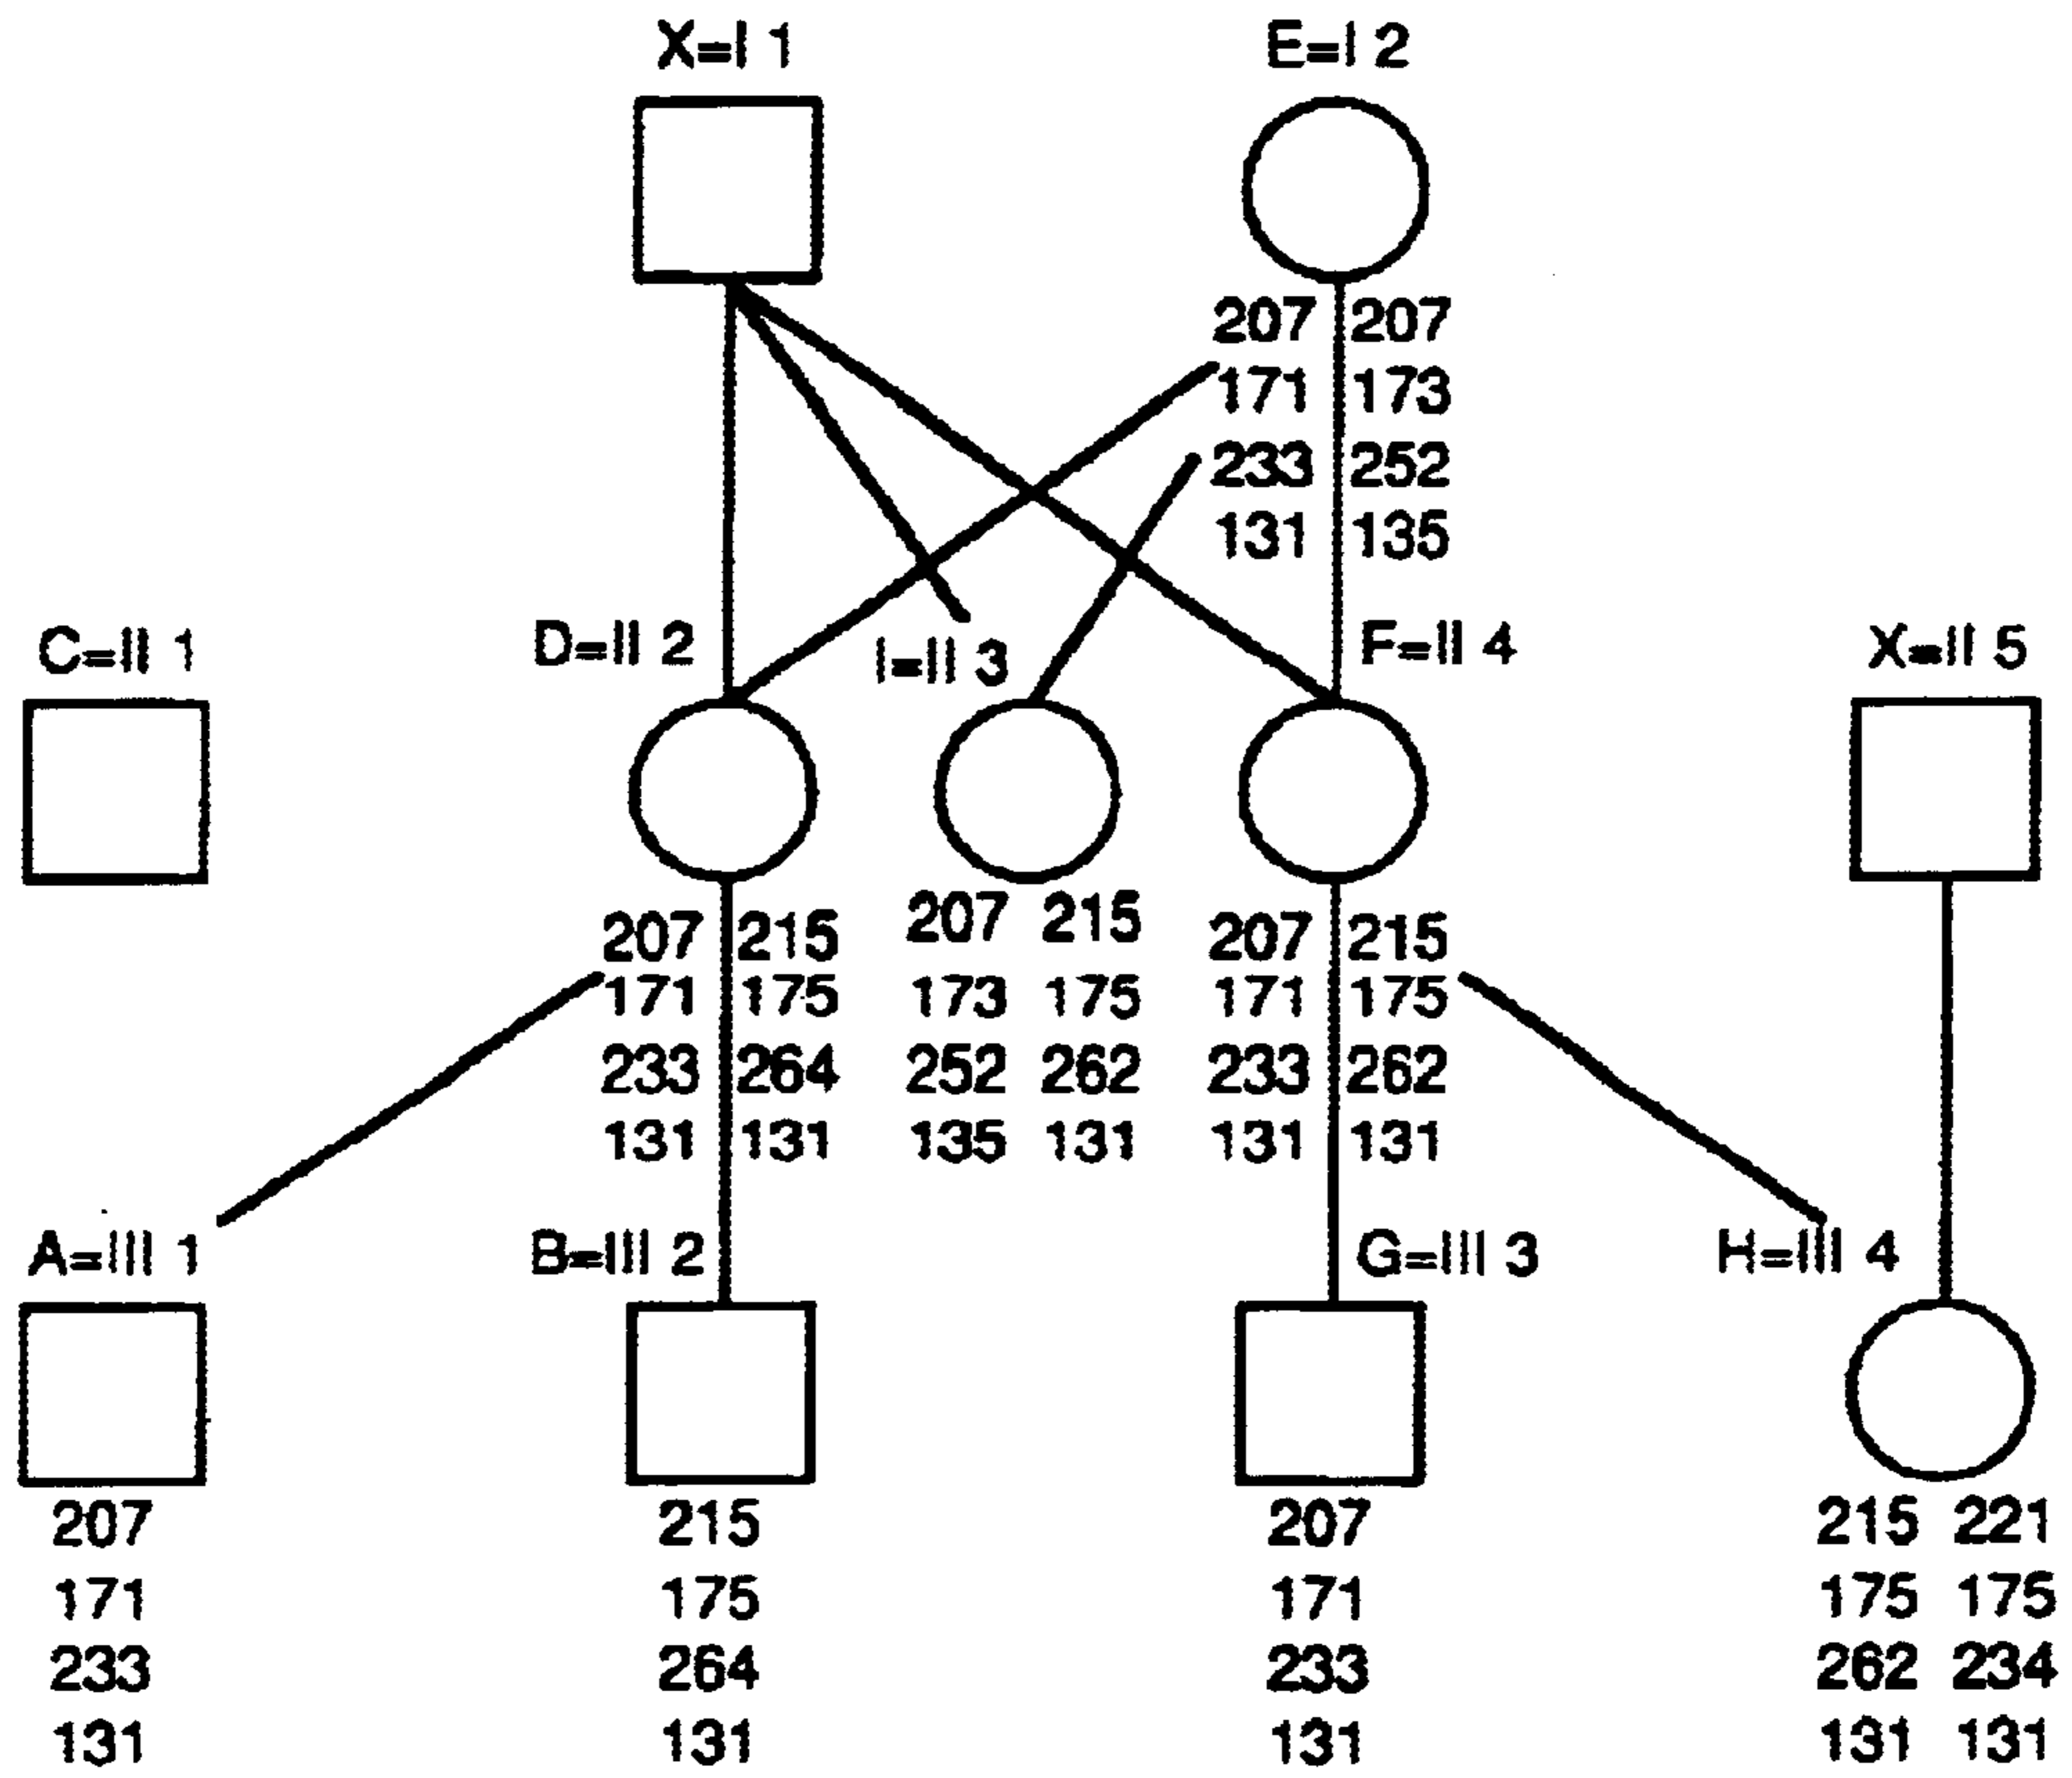 X=I 1 E=I 2
207 207
171 173
233 252
131 135
C=II 1 D=II 2 I=II 3 F=II 4 X=II 5
207 215 207 215 207 215
171 175 173 175 171 175
233 264 252 262 233 262
131 131 135 131 131 131
A=III 1 B=III 2 G=III 3 H=III 4
207 215 207 215 221
171 175 171 175 175
233 264 233 262 234
131 131 131 131 131